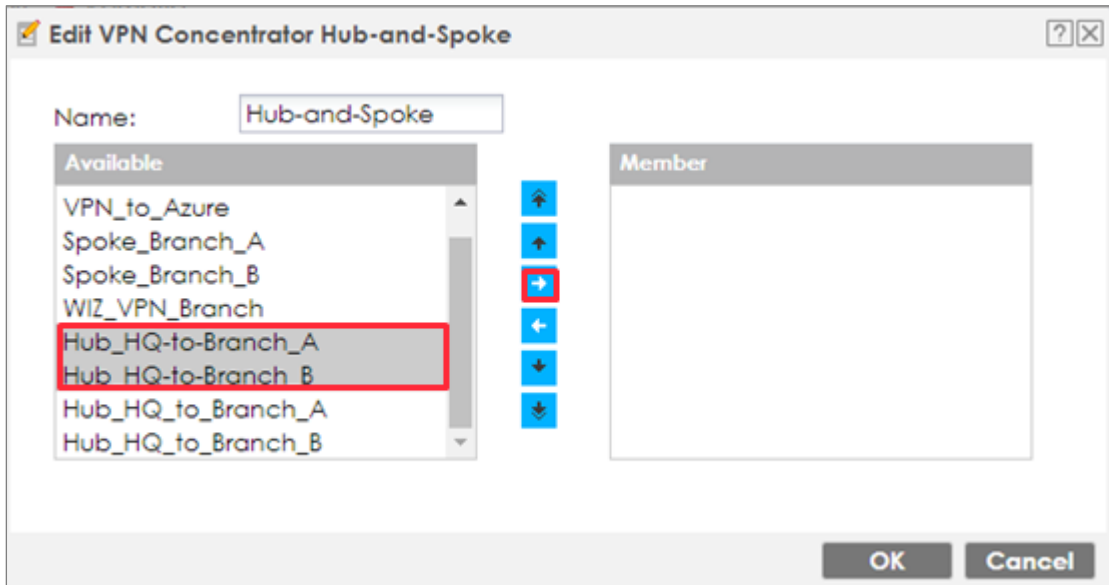 Edit VPN Concentrator Hub-and-Spoke
Name: Hub-and-Spoke
Available
VPN_to_Azure
Spoke_Branch_A
Spoke_Branch_B
WIZ_VPN_Branch
Hub_HQ-to-Branch_A
Hub_HQ-to-Branch_B
Hub_HQ_to_Branch_A
Hub_HQ_to_Branch_B
Member
OK Cancel